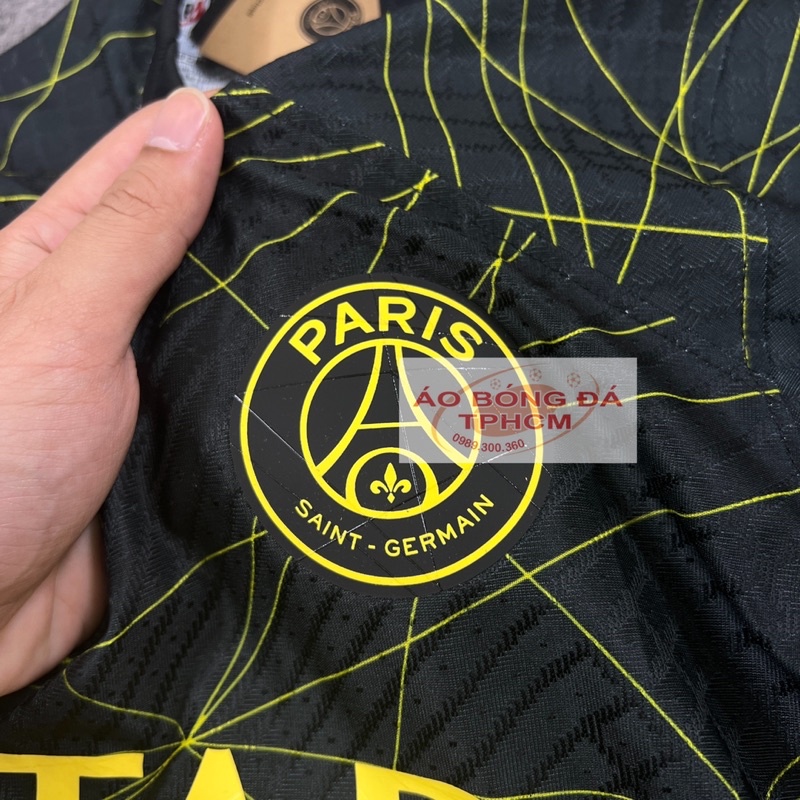 PARIS
SAINT - GERMAIN
ÁO BÓNG ĐÁ
TPHCM
0989.300.360